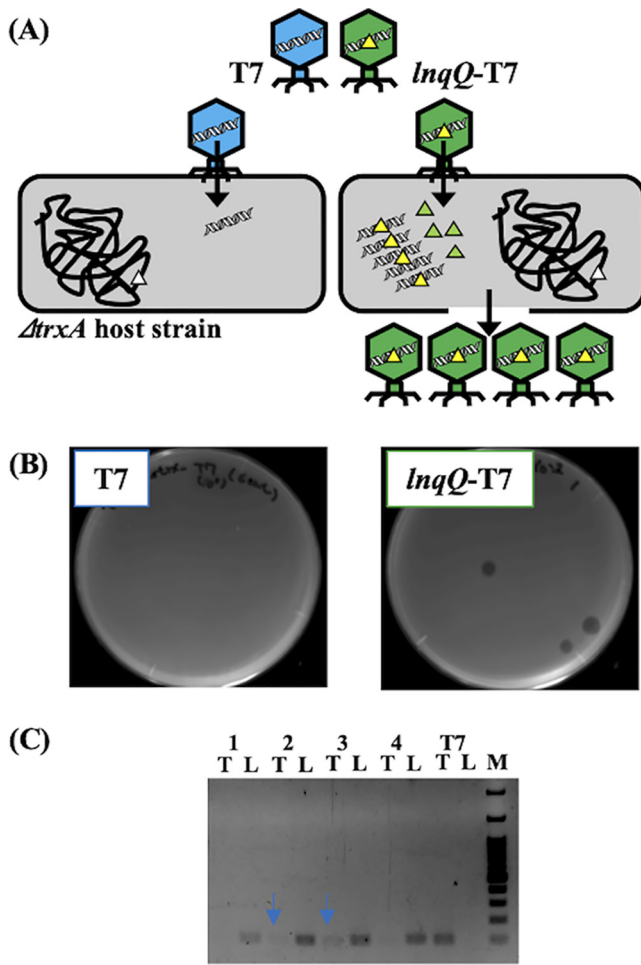 (A)
T7
lnqQ-T7
ΔtrxA host strain
(B)
T7
lnqQ-T7
(C)
1 2 3 4 T7
T L T L T L T L T L M